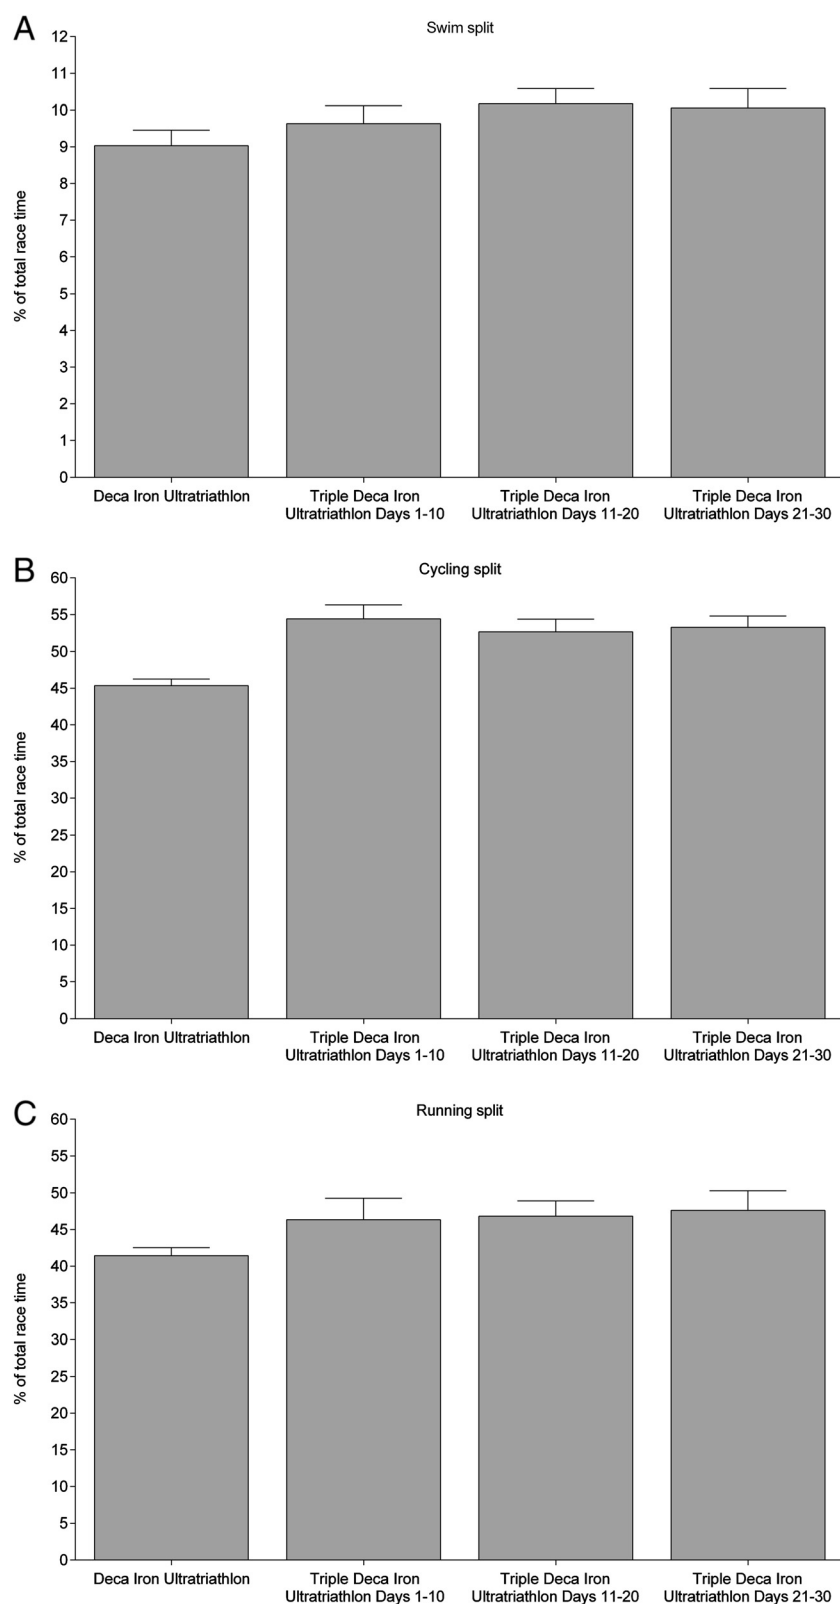 A
Swim split
12
11
10
9
8
7
6
5
4
3
2
1
0
% of total race time
Deca Iron Ultratriathlon
Triple Deca Iron
Ultratriathlon Days 1-10
Triple Deca Iron
Ultratriathlon Days 11-20
Triple Deca Iron
Ultratriathlon Days 21-30
B
Cycling split
60
55
50
45
40
35
30
25
20
15
10
5
0
% of total race time
Deca Iron Ultratriathlon
Triple Deca Iron
Ultratriathlon Days 1-10
Triple Deca Iron
Ultratriathlon Days 11-20
Triple Deca Iron
Ultratriathlon Days 21-30
C
Running split
60
55
50
45
40
35
30
25
20
15
10
5
0
% of total race time
Deca Iron Ultratriathlon
Triple Deca Iron
Ultratriathlon Days 1-10
Triple Deca Iron
Ultratriathlon Days 11-20
Triple Deca Iron
Ultratriathlon Days 21-30